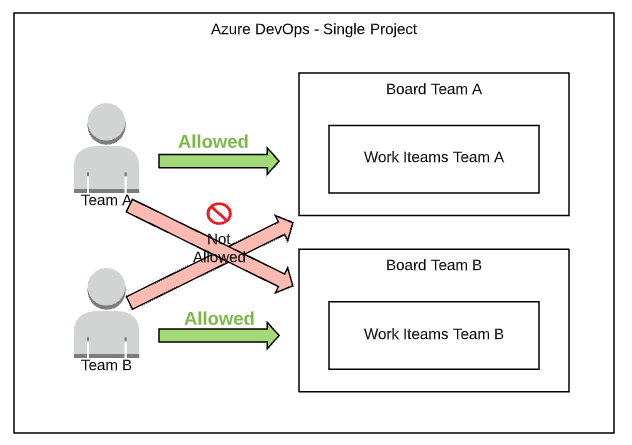 Azure DevOps - Single Project
Board Team A
Allowed
Work Iteams Team A
Team A
Not
Allowed
Board Team B
Allowed
Work Iteams Team B
Team B